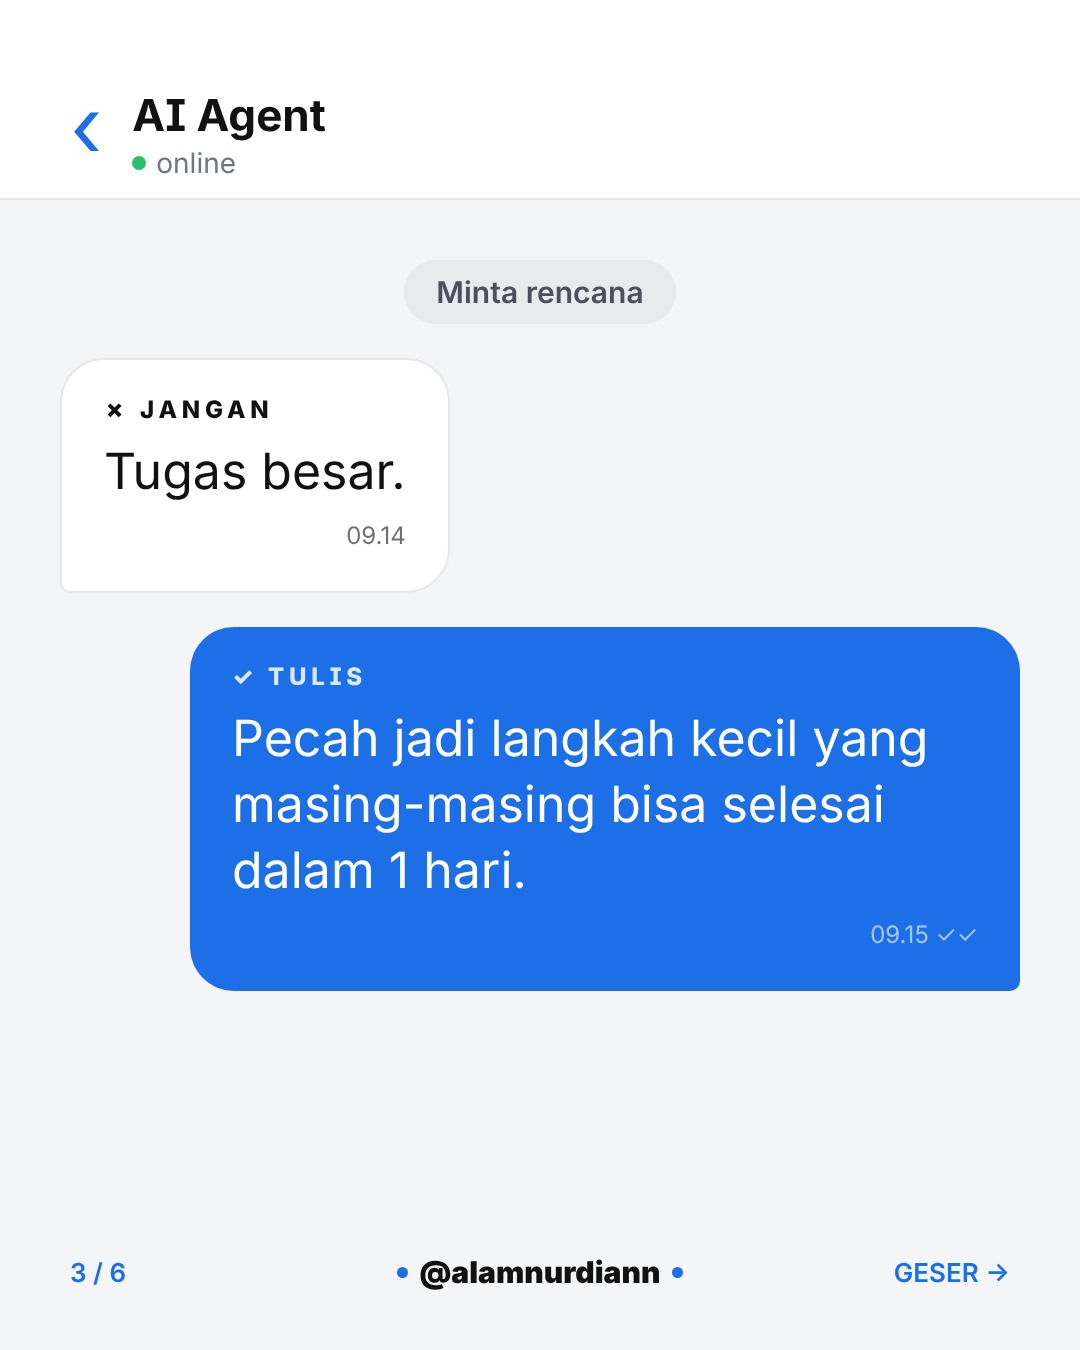 AI Agent
online
Minta rencana
× JANGAN
Tugas besar.
09.14
✓ TULIS
Pecah jadi langkah kecil yang
masing-masing bisa selesai
dalam 1 hari.
09.15 ✓✓
3 / 6
• @alamnurdiann •
GESER →